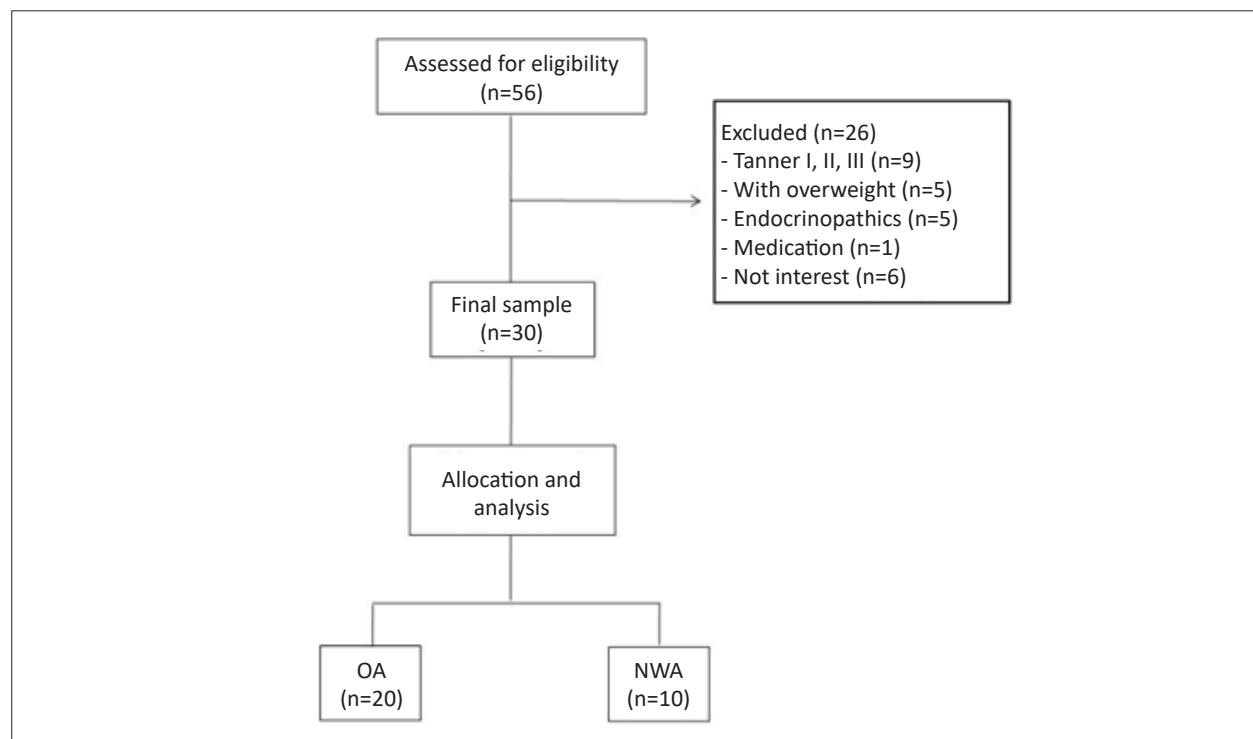 Assessed for eligibility
(n=56)
Excluded (n=26)
- Tanner I, II, III (n=9)
- With overweight (n=5)
- Endocrinopathics (n=5)
- Medication (n=1)
- Not interest (n=6)
Final sample
(n=30)
Allocation and
analysis
OA
(n=20)
NWA
(n=10)